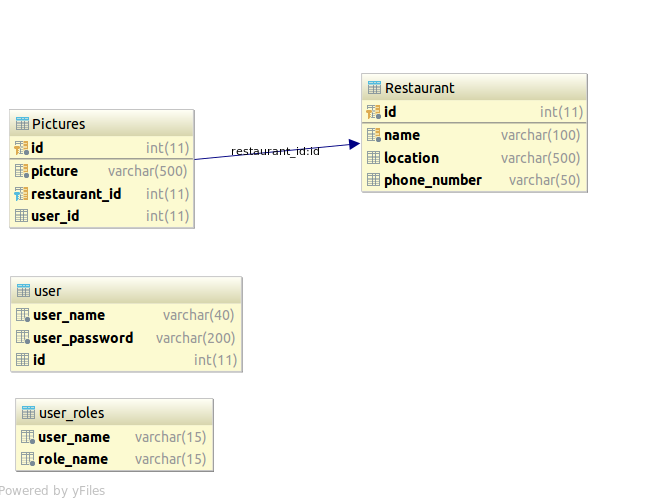 Restaurant
id int(11)
name varchar(100)
location varchar(500)
phone_number varchar(50)
Pictures
id int(11)
picture varchar(500)
restaurant_id int(11)
user_id int(11)
restaurant_id:id
user
user_name varchar(40)
user_password varchar(200)
id int(11)
user_roles
user_name varchar(15)
role_name varchar(15)
Powered by yFiles